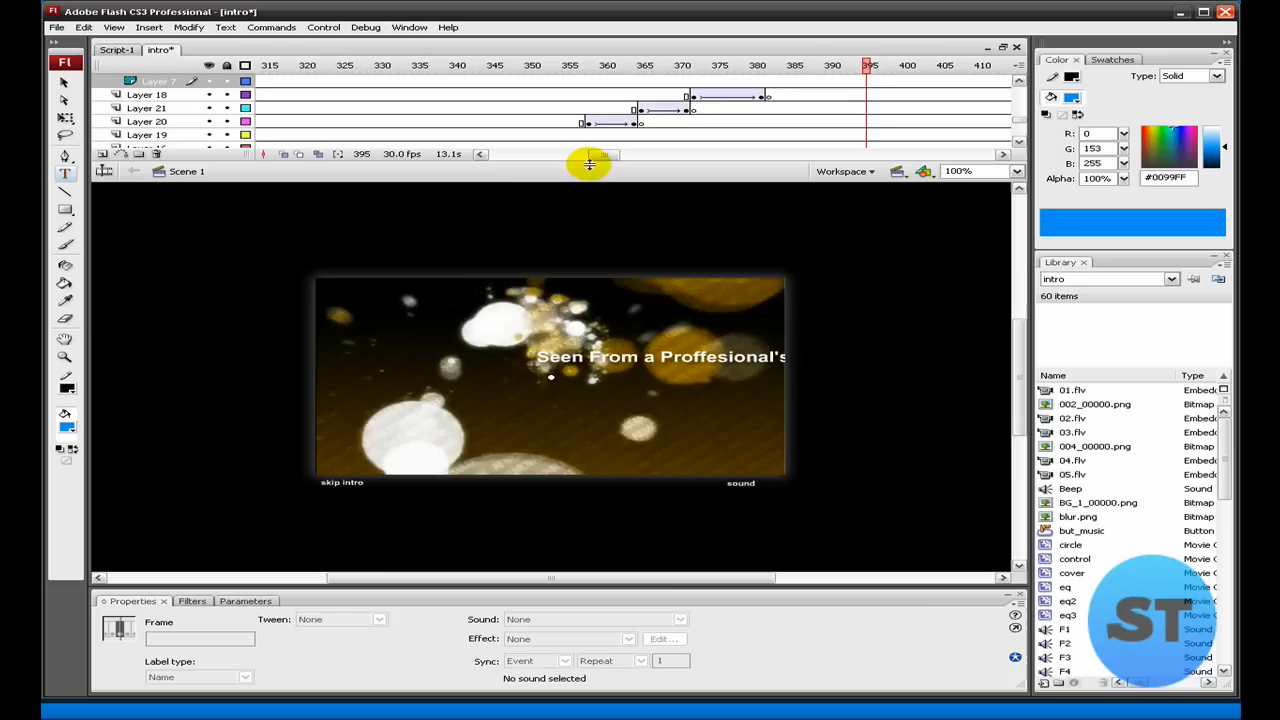 Adobe Flash CS3 Professional - [intro*]
File Edit View Insert Modify Text Commands Control Debug Window Help
Script-1 intro*
315 320 325 330 335 340 345 350 355 360 365 370 375 380 385 390 395 400 405 410
Layer 7
Layer 18
Layer 21
Layer 20
Layer 19
395 30.0 fps 13.1s
Scene 1
Workspace
100%
Seen From a Proffesional's
skip intro
sound
Properties Filters Parameters
Frame
Tween: None
Sound: None
Effect: None
Edit...
Label type:
Name
Sync: Event Repeat 1
No sound selected
Fl
Color Swatches
Type: Solid
R: 0
G: 153
B: 255
Alpha: 100%
#0099FF
Library
intro
60 items
Name Type
01.flv Embed
002_00000.png Bitmap
02.flv Embed
03.flv Embed
004_00000.png Bitmap
04.flv Embed
05.flv Embed
Beep Sound
BG_1_00000.png Bitmap
blur.png Bitmap
but_music Button
circle Movie C
control Movie C
cover Movie C
eq
eq2
eq3
F1 Sound
F2
F3
F4 Sound
ST